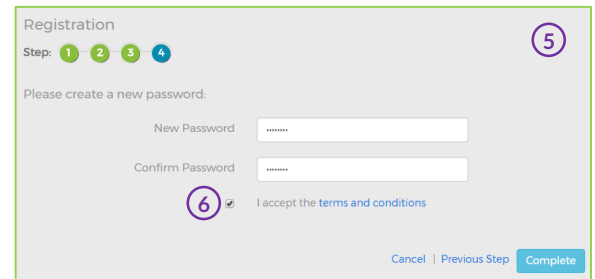 Registration
5
Step: 1 2 3 4
Please create a new password:
New Password ········
Confirm Password ········
6 I accept the terms and conditions
Cancel | Previous Step Complete